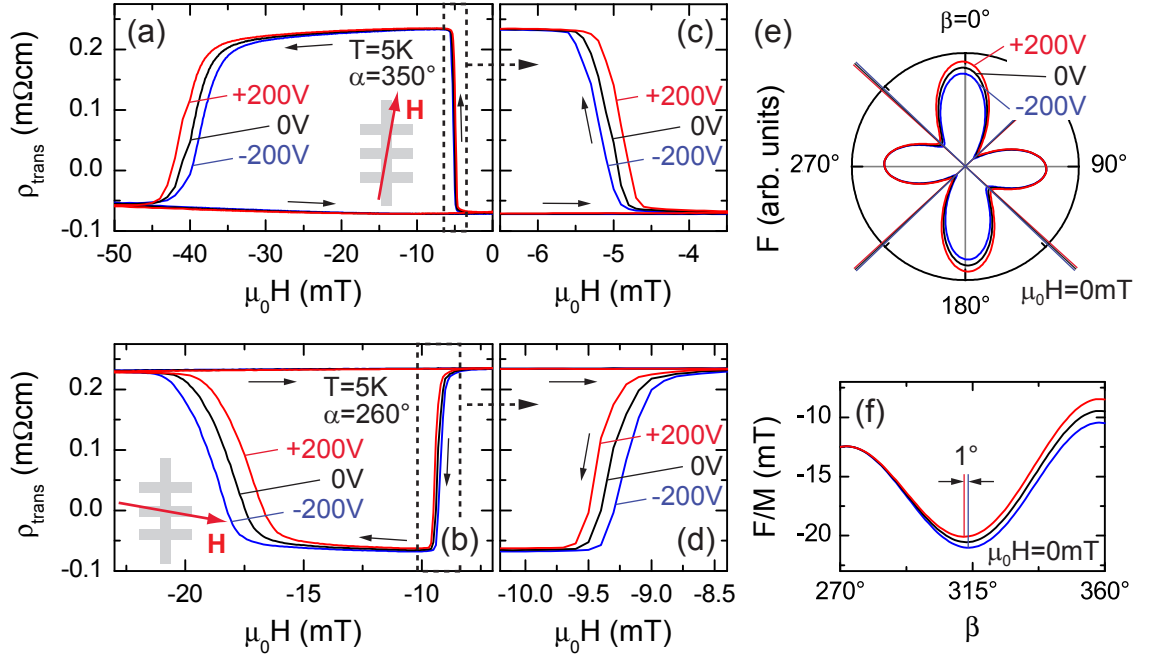 (a)
T=5K
α=350°
+200V
0V
-200V
H
ρtrans (mΩcm)
0.2
0.1
0.0
-0.1
-50 -40 -30 -20 -10
μ0H (mT)
(c)
+200V
0V
-200V
-6 -5 -4
μ0H (mT)
(e)
β=0°
+200V
0V
-200V
270°
90°
180°
F (arb. units)
μ0H=0mT
(b)
T=5K
α=260°
+200V
0V
-200V
H
ρtrans (mΩcm)
0.2
0.1
0.0
-0.1
-20 -15 -10
μ0H (mT)
(d)
+200V
0V
-200V
-10.0 -9.5 -9.0 -8.5
μ0H (mT)
(f)
1°
F/M (mT)
-10
-15
-20
μ0H=0mT
270° 315° 360°
β